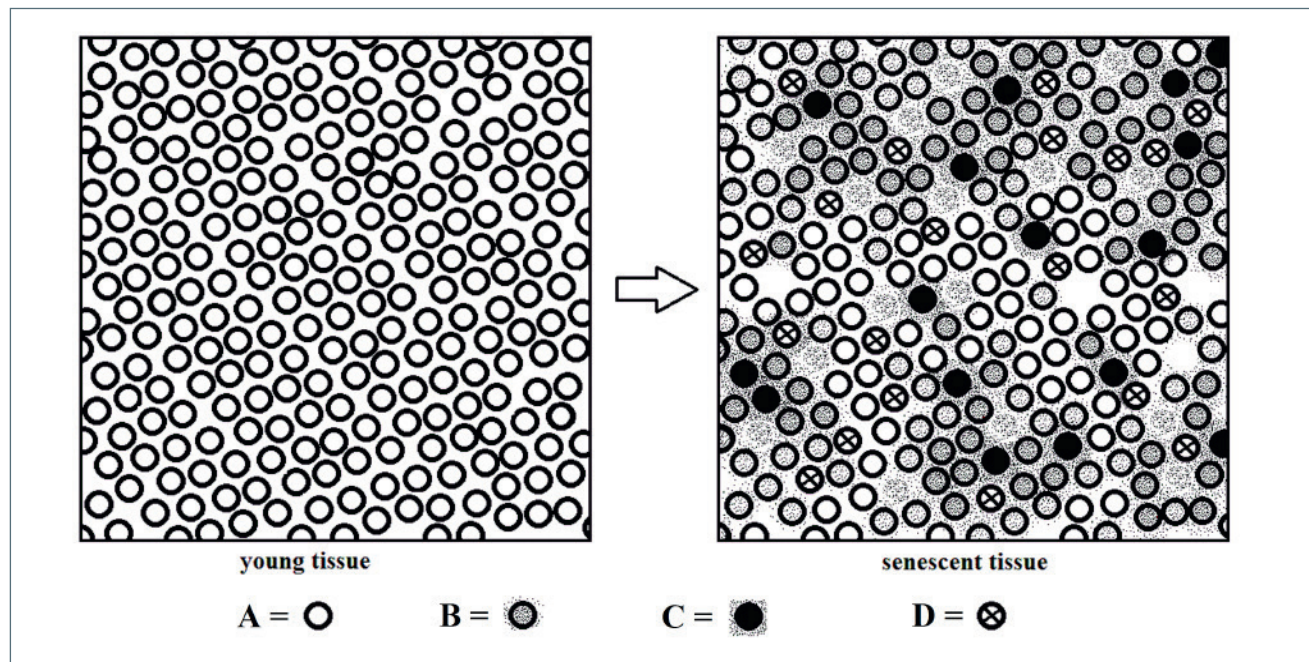 young tissue
senescent tissue
A =
B =
C =
D =